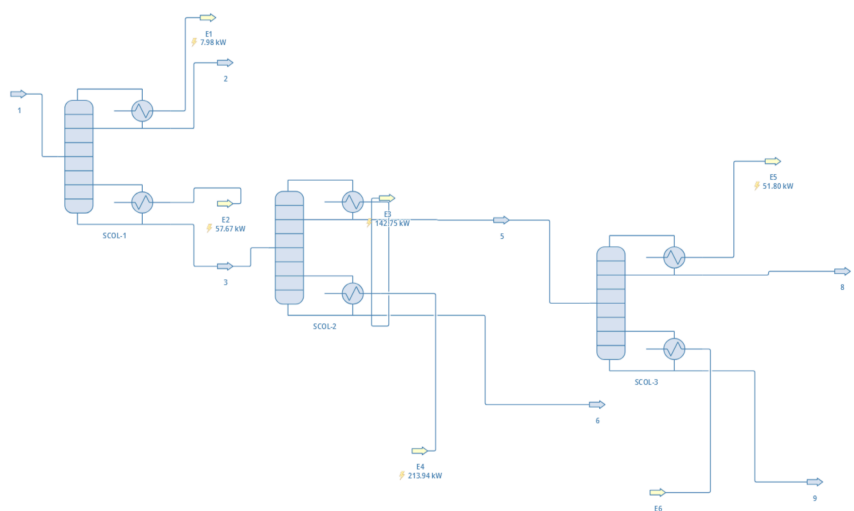 E1
7.98 kW
2
1
E5
51.80 kW
E2
57.67 kW
SCOL-1
E3
142.75 kW
5
3
8
SCOL-2
SCOL-3
6
E4
213.94 kW
9
E6